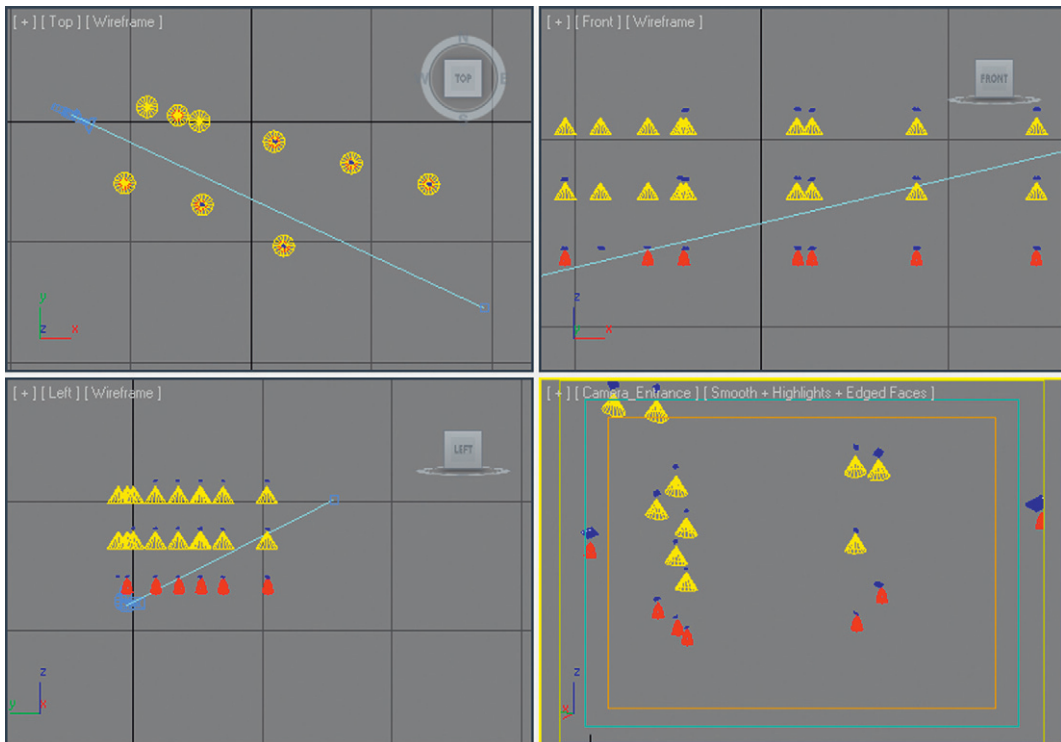 [ + ] [ Top ] [ Wireframe ]
N
W
TOP
E
S
y
z
x
[ + ] [ Front ] [ Wireframe ]
FRONT
z
y
x
[ + ] [ Left ] [ Wireframe ]
LEFT
z
y
x
[ + ] [ Camera_Entrance ] [ Smooth + Highlights + Edged Faces ]
z
x